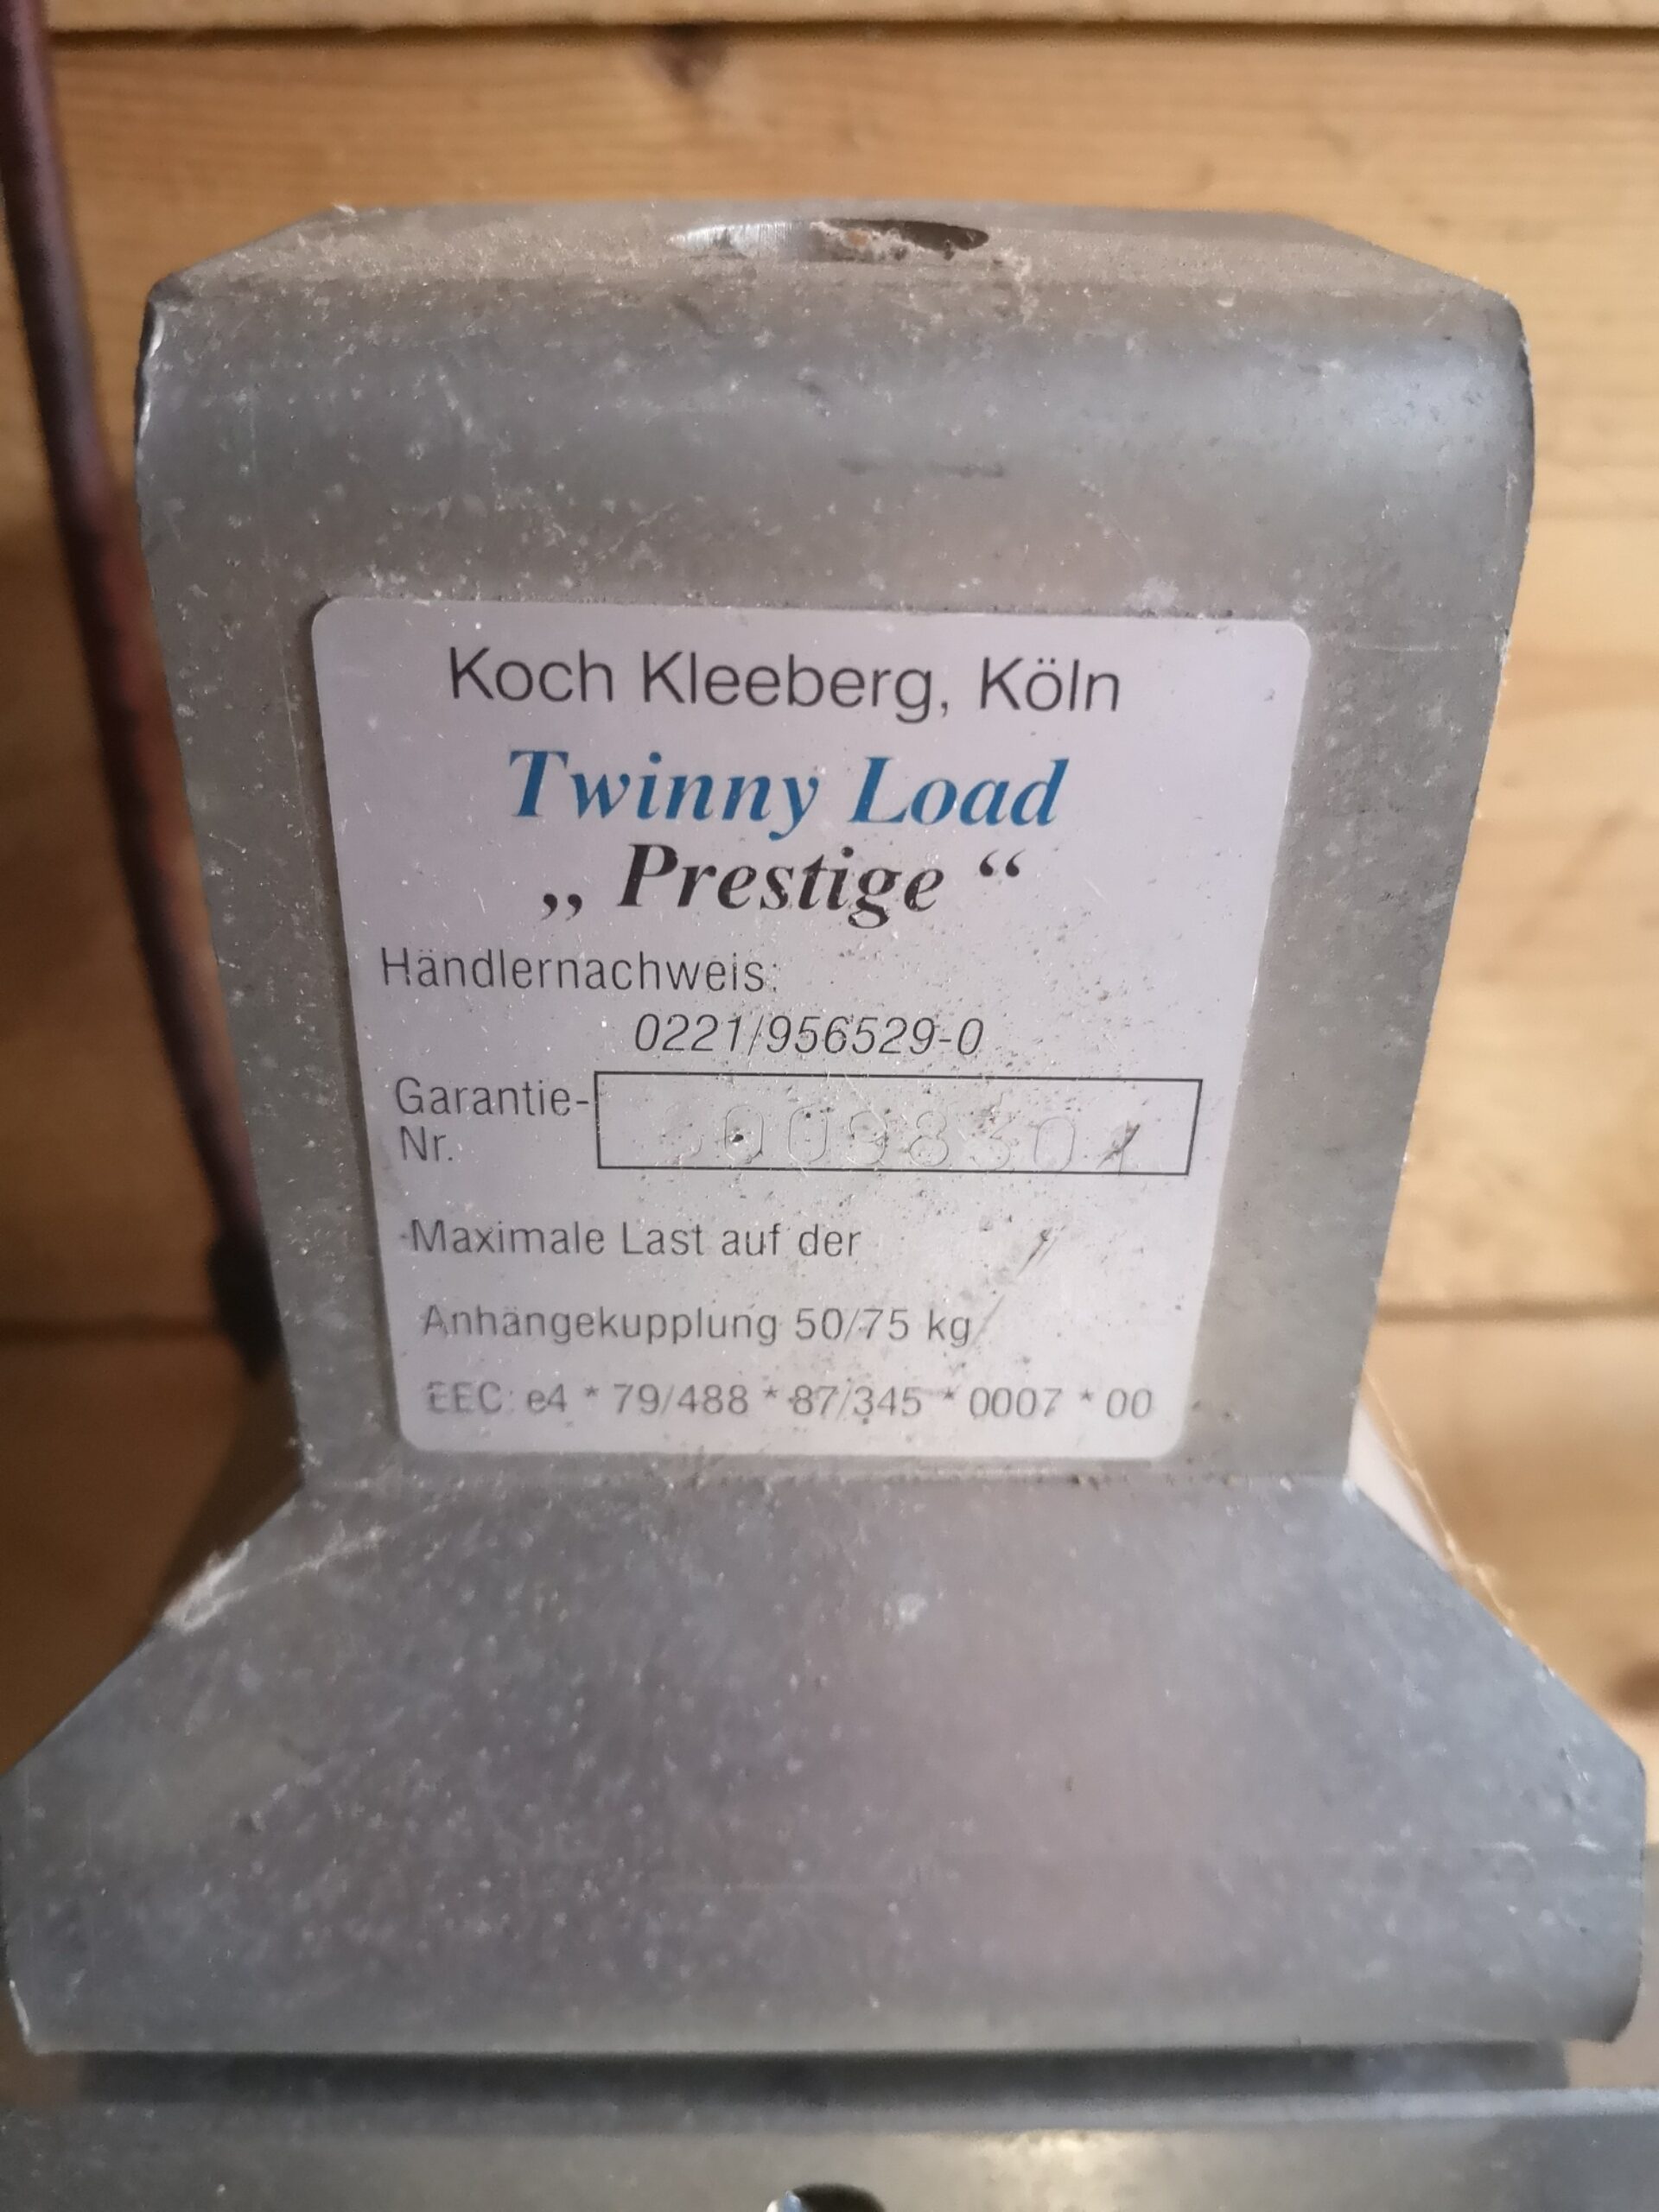 Koch Kleeberg, Köln
Twinny Load
„ Prestige “
Händlernachweis:
0221/956529-0
Garantie-
Nr.
Maximale Last auf der
Anhängekupplung 50/75 kg
EEC: e4 * 79/488 * 87/345 * 0007 * 00